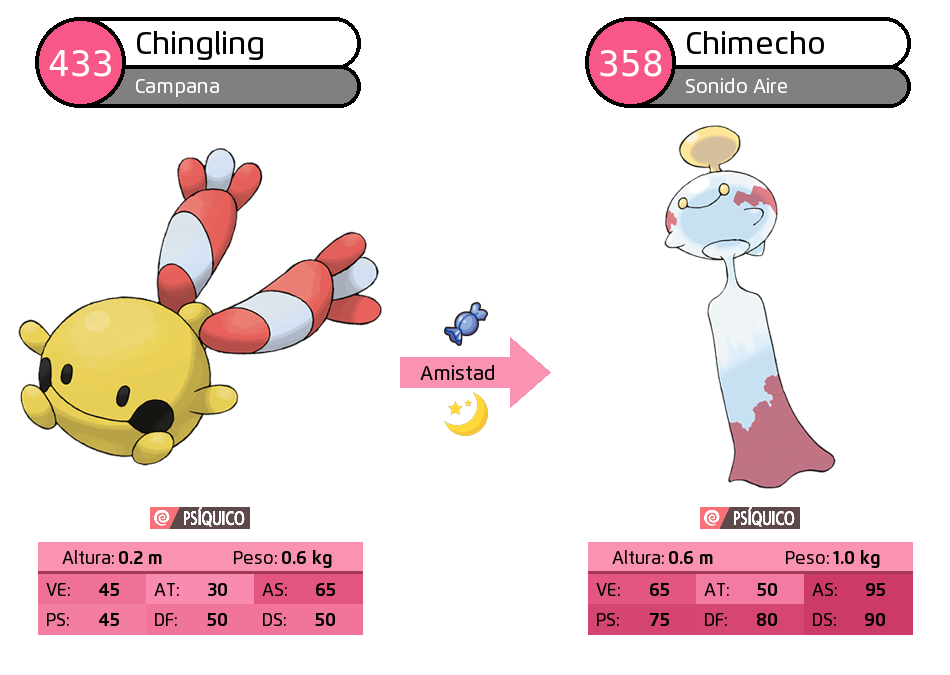 433
Chingling
Campana
358
Chimecho
Sonido Aire
Amistad
PSÍQUICO
PSÍQUICO
Altura: 0.2 m Peso: 0.6 kg
VE: 45 AT: 30 AS: 65
PS: 45 DF: 50 DS: 50
Altura: 0.6 m Peso: 1.0 kg
VE: 65 AT: 50 AS: 95
PS: 75 DF: 80 DS: 90